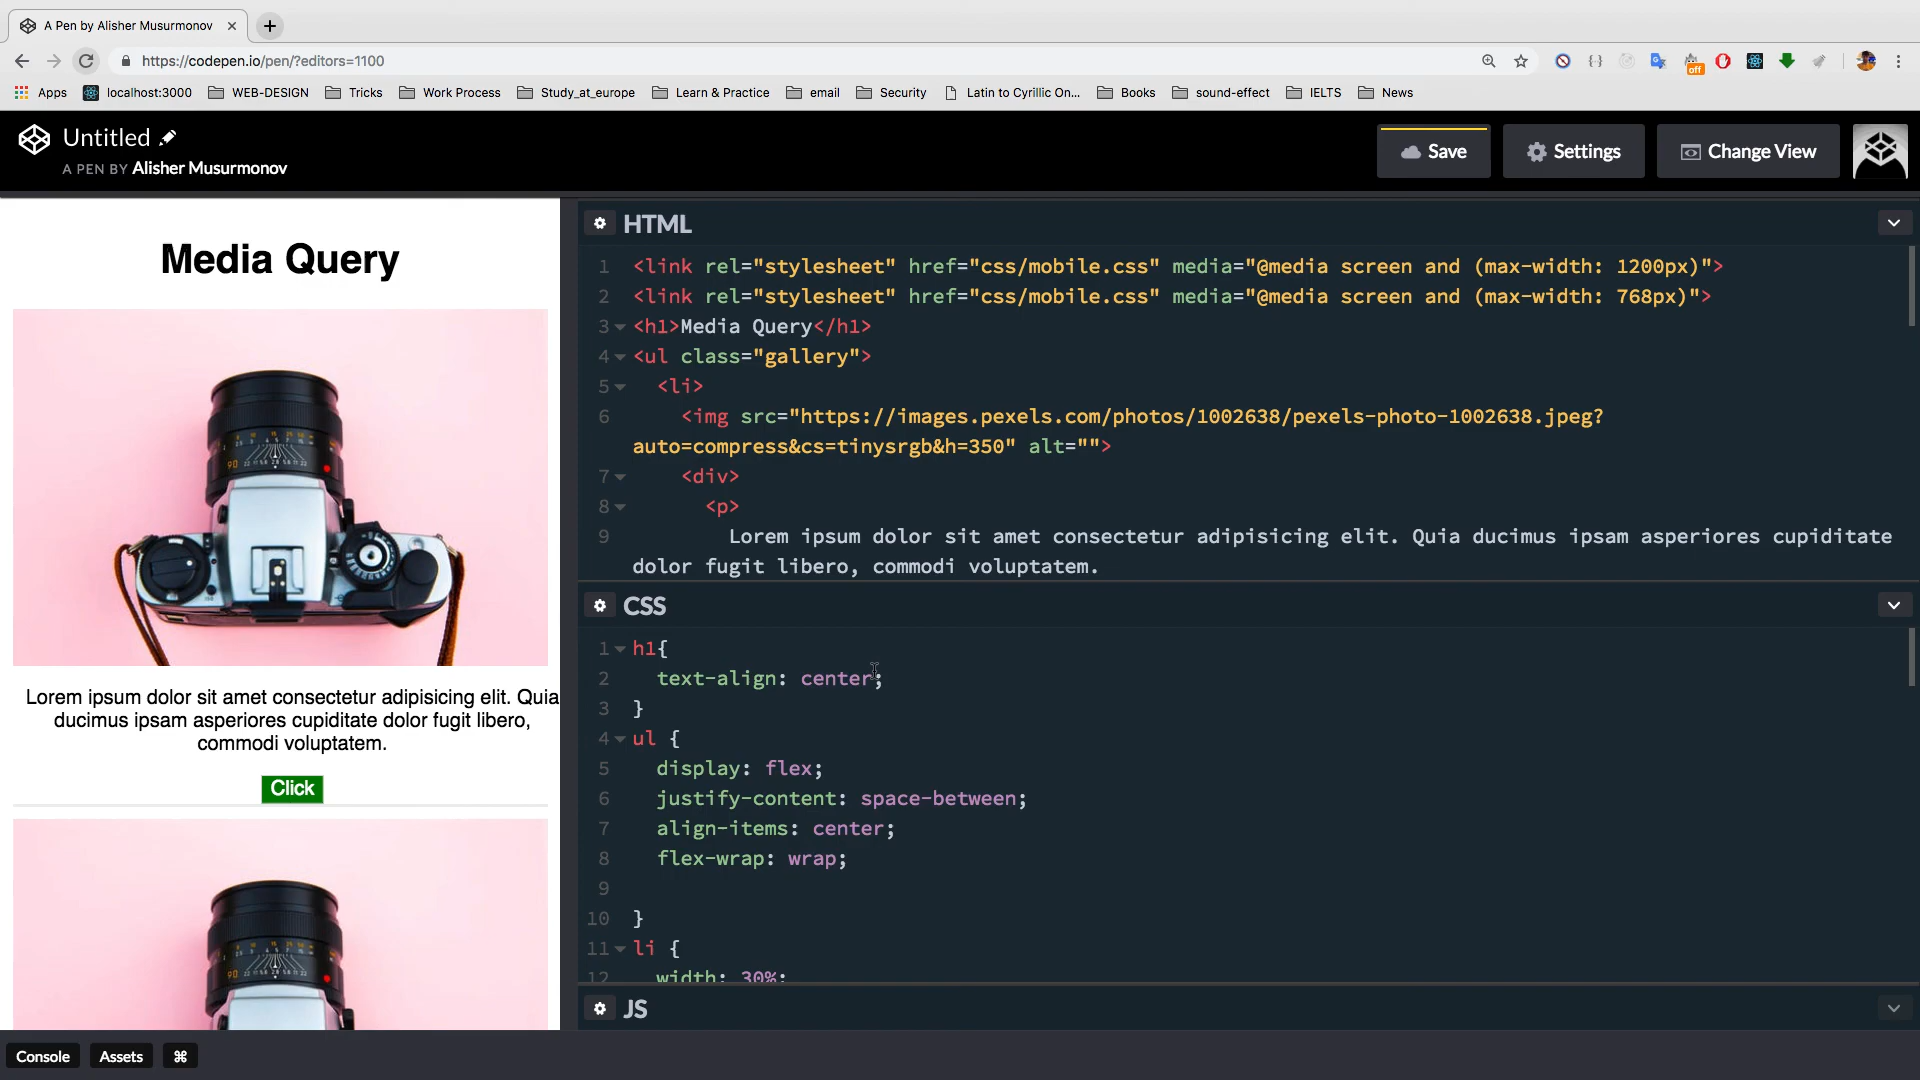 A Pen by Alisher Musurmonov
https://codepen.io/pen/?editors=1100
off
Apps localhost:3000 WEB-DESIGN Tricks Work Process Study_at_europe Learn & Practice email Security Latin to Cyrillic On... Books sound-effect IELTS News
Untitled
A PEN BY Alisher Musurmonov
Save Settings Change View
Media Query
Lorem ipsum dolor sit amet consectetur adipisicing elit. Quia
ducimus ipsam asperiores cupiditate dolor fugit libero,
commodi voluptatem.
Click
HTML
1 <link rel="stylesheet" href="css/mobile.css" media="@media screen and (max-width: 1200px)">
2 <link rel="stylesheet" href="css/mobile.css" media="@media screen and (max-width: 768px)">
3 <h1>Media Query</h1>
4 <ul class="gallery">
5 <li>
6 <img src="https://images.pexels.com/photos/1002638/pexels-photo-1002638.jpeg?
auto=compress&cs=tinysrgb&h=350" alt="">
7 <div>
8 <p>
9 Lorem ipsum dolor sit amet consectetur adipisicing elit. Quia ducimus ipsam asperiores cupiditate
dolor fugit libero, commodi voluptatem.
CSS
1 h1{
2 text-align: center;
3 }
4 ul {
5 display: flex;
6 justify-content: space-between;
7 align-items: center;
8 flex-wrap: wrap;
9
10 }
11 li {
12 width: 30%;
JS
Console Assets ⌘